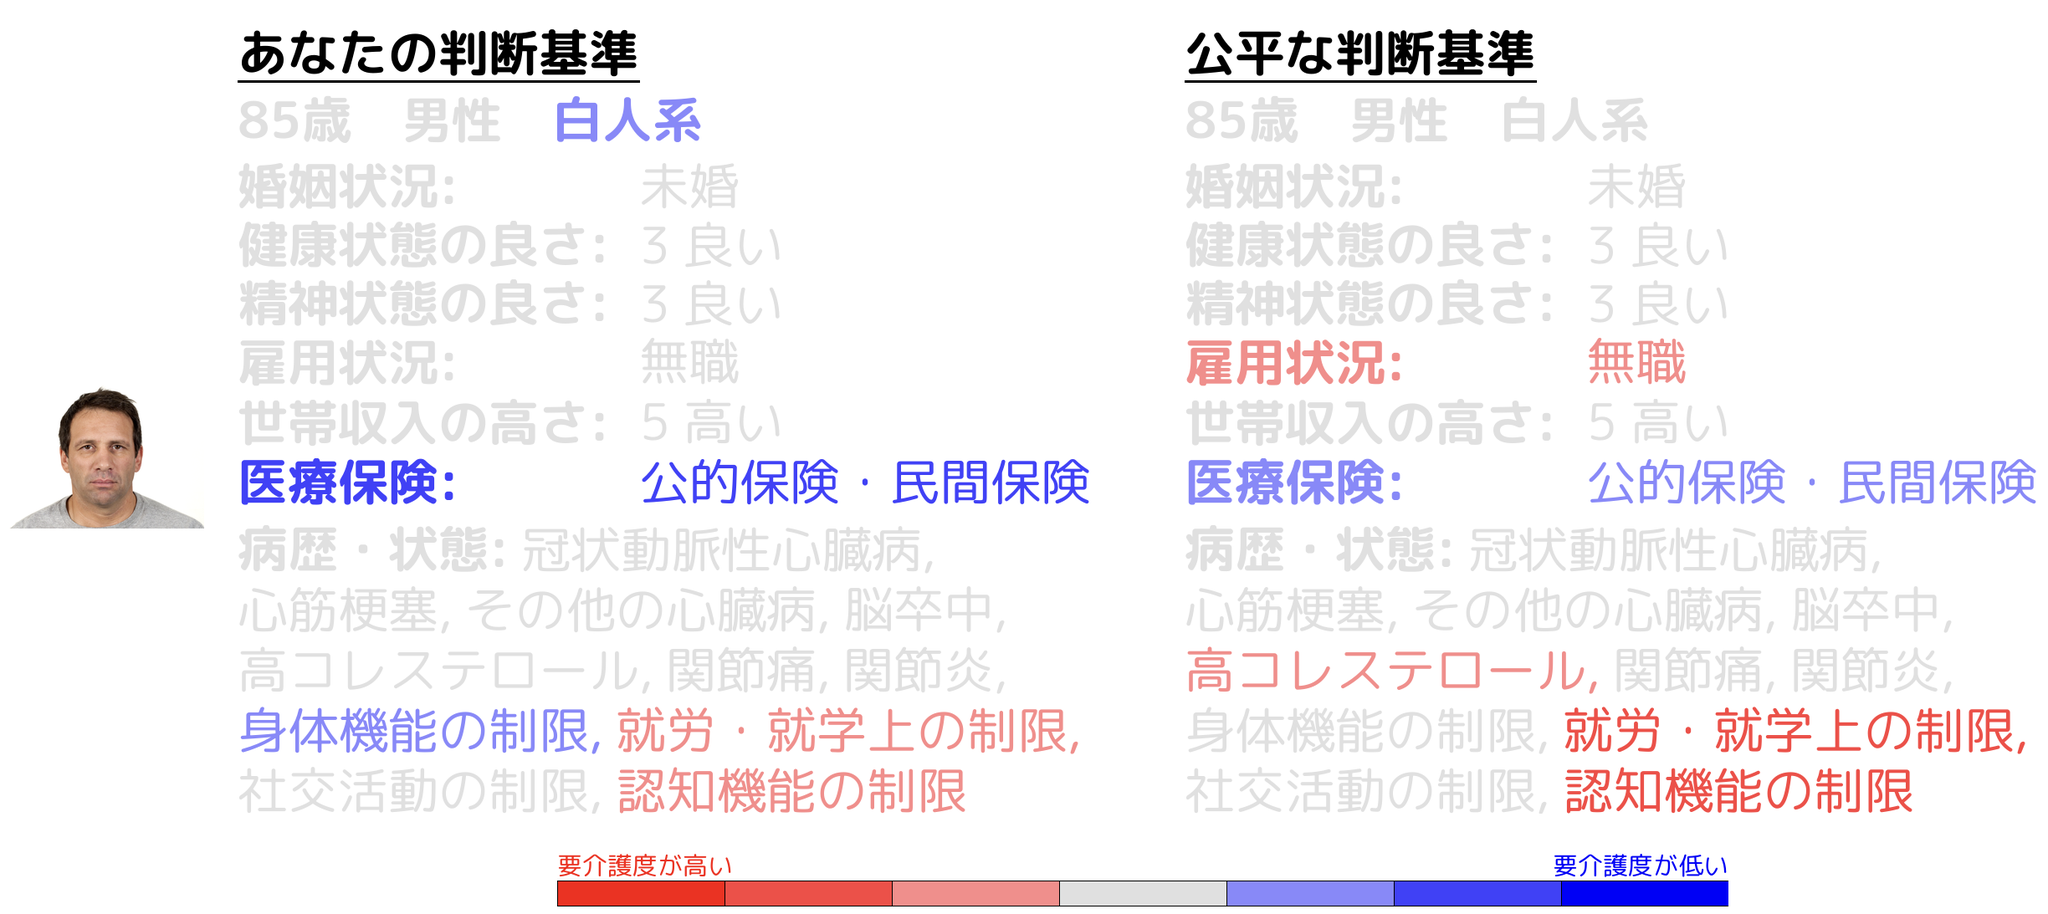 あなたの判断基準
85歳 男性 白人系
婚姻状況: 未婚
健康状態の良さ: 3 良い
精神状態の良さ: 3 良い
雇用状況: 無職
世帯収入の高さ: 5 高い
医療保険: 公的保険・民間保険
病歴・状態: 冠状動脈性心臓病,
心筋梗塞, その他の心臓病, 脳卒中,
高コレステロール, 関節痛, 関節炎,
身体機能の制限, 就労・就学上の制限,
社交活動の制限, 認知機能の制限
公平な判断基準
85歳 男性 白人系
婚姻状況: 未婚
健康状態の良さ: 3 良い
精神状態の良さ: 3 良い
雇用状況: 無職
世帯収入の高さ: 5 高い
医療保険: 公的保険・民間保険
病歴・状態: 冠状動脈性心臓病,
心筋梗塞, その他の心臓病, 脳卒中,
高コレステロール, 関節痛, 関節炎,
身体機能の制限, 就労・就学上の制限,
社交活動の制限, 認知機能の制限
要介護度が高い 要介護度が低い